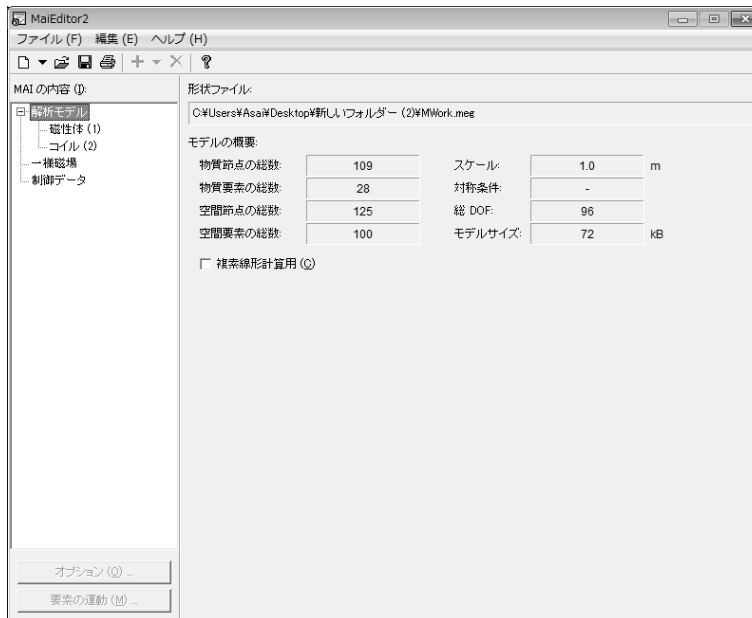 MaiEditor2
ファイル (F) 編集 (E) ヘルプ (H)
MAI の内容 (I):
解析モデル
磁性体 (1)
コイル (2)
一様磁場
制御データ
オプション (O) ...
要素の運動 (M) ...
形状ファイル:
C:¥Users¥Asai¥Desktop¥新しいフォルダー (2)¥MWork.meg
モデルの概要:
物質節点の総数: 109 スケール: 1.0 m
物質要素の総数: 28 対称条件: -
空間節点の総数: 125 総 DOF: 96
空間要素の総数: 100 モデルサイズ: 72 kB
複素線形計算用 (C)